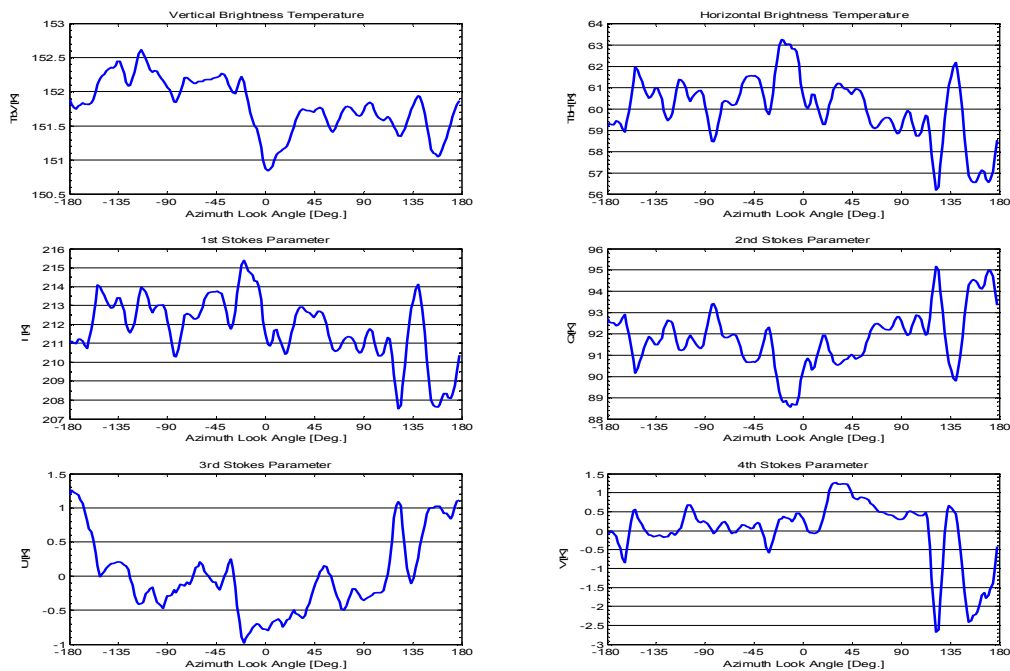 Vertical Brightness Temperature
153
152.5
152
151.5
151
150.5
TbV[K]
-180 -135 -90 -45 0 45 90 135 180
Azimuth Look Angle [Deg.]
Horizontal Brightness Temperature
64
63
62
61
60
59
58
57
56
TbH[K]
-180 -135 -90 -45 0 45 90 135 180
Azimuth Look Angle [Deg.]
1st Stokes Parameter
216
215
214
213
212
211
210
209
208
207
I [K]
-180 -135 -90 -45 0 45 90 135 180
Azimuth Look Angle [Deg.]
2nd Stokes Parameter
96
95
94
93
92
91
90
89
88
Q[K]
-180 -135 -90 -45 0 45 90 135 180
Azimuth Look Angle [Deg.]
3rd Stokes Parameter
1.5
1
0.5
0
-0.5
-1
U[K]
-180 -135 -90 -45 0 45 90 135 180
Azimuth Look Angle [Deg.]
4th Stokes Parameter
1.5
1
0.5
0
-0.5
-1
-1.5
-2
-2.5
-3
V[K]
-180 -135 -90 -45 0 45 90 135 180
Azimuth Look Angle [Deg.]